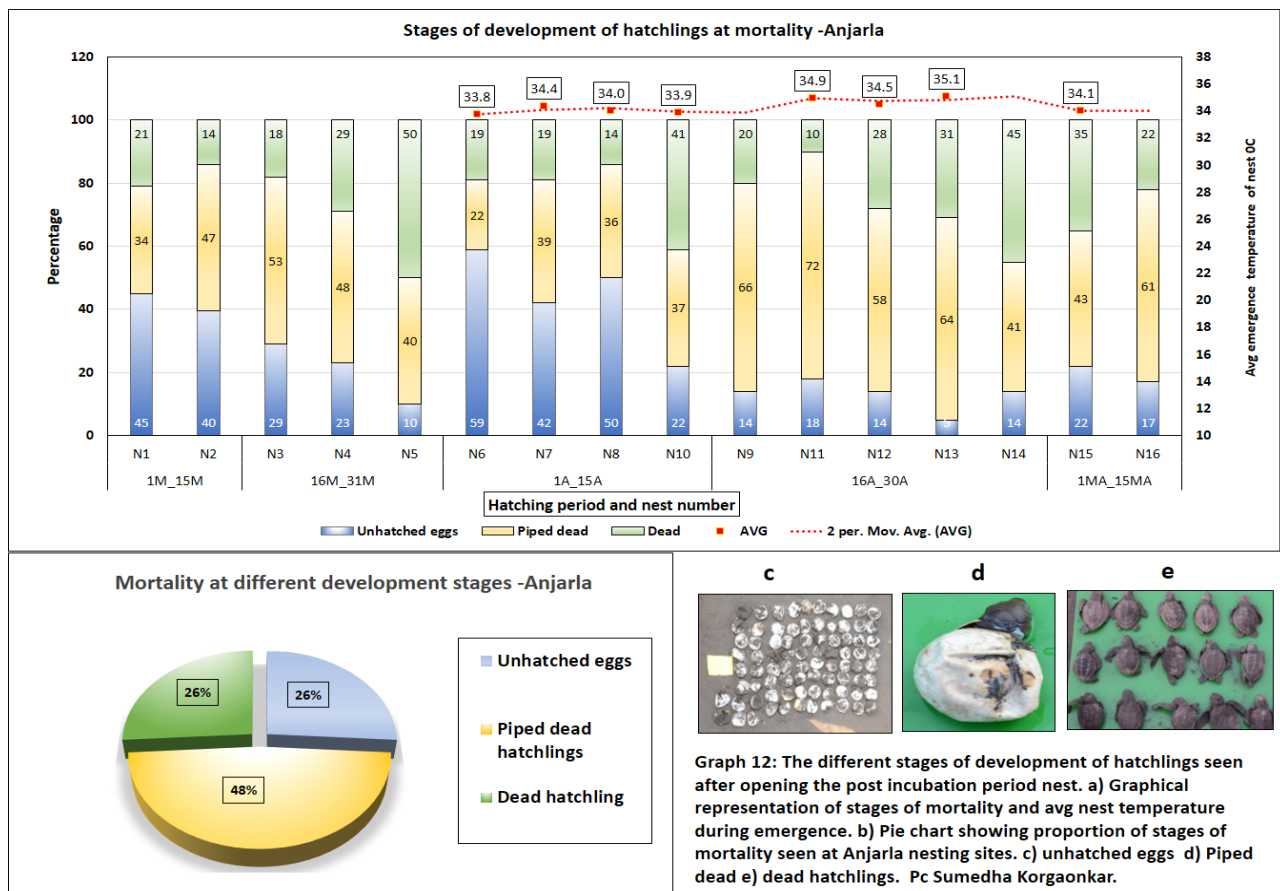 Stages of development of hatchlings at mortality -Anjarla
120
100
80
60
40
20
0
Percentage
38
36
34
32
30
28
26
24
22
20
18
16
14
12
10
Avg emergence temperature of nest 0C
33.8 34.4 34.0 33.9 34.9 34.5 35.1 34.1
21 14 18 29 50 19 19 14 41 20 10 28 31 45 35 22
34 47 53 48 40 22 39 36 37 66 72 58 64 41 43 61
45 40 29 23 10 59 42 50 22 14 18 14 5 14 22 17
N1 N2 N3 N4 N5 N6 N7 N8 N10 N9 N11 N12 N13 N14 N15 N16
1M_15M 16M_31M 1A_15A 16A_30A 1MA_15MA
Hatching period and nest number
Unhatched eggs Piped dead Dead AVG 2 per. Mov. Avg. (AVG)
Mortality at different development stages -Anjarla
26% 26%
48%
Unhatched eggs
Piped dead
hatchlings
Dead hatchling
c d e
Graph 12: The different stages of development of hatchlings seen
after opening the post incubation period nest. a) Graphical
representation of stages of mortality and avg nest temperature
during emergence. b) Pie chart showing proportion of stages of
mortality seen at Anjarla nesting sites. c) unhatched eggs d) Piped
dead e) dead hatchlings. Pc Sumedha Korgaonkar.